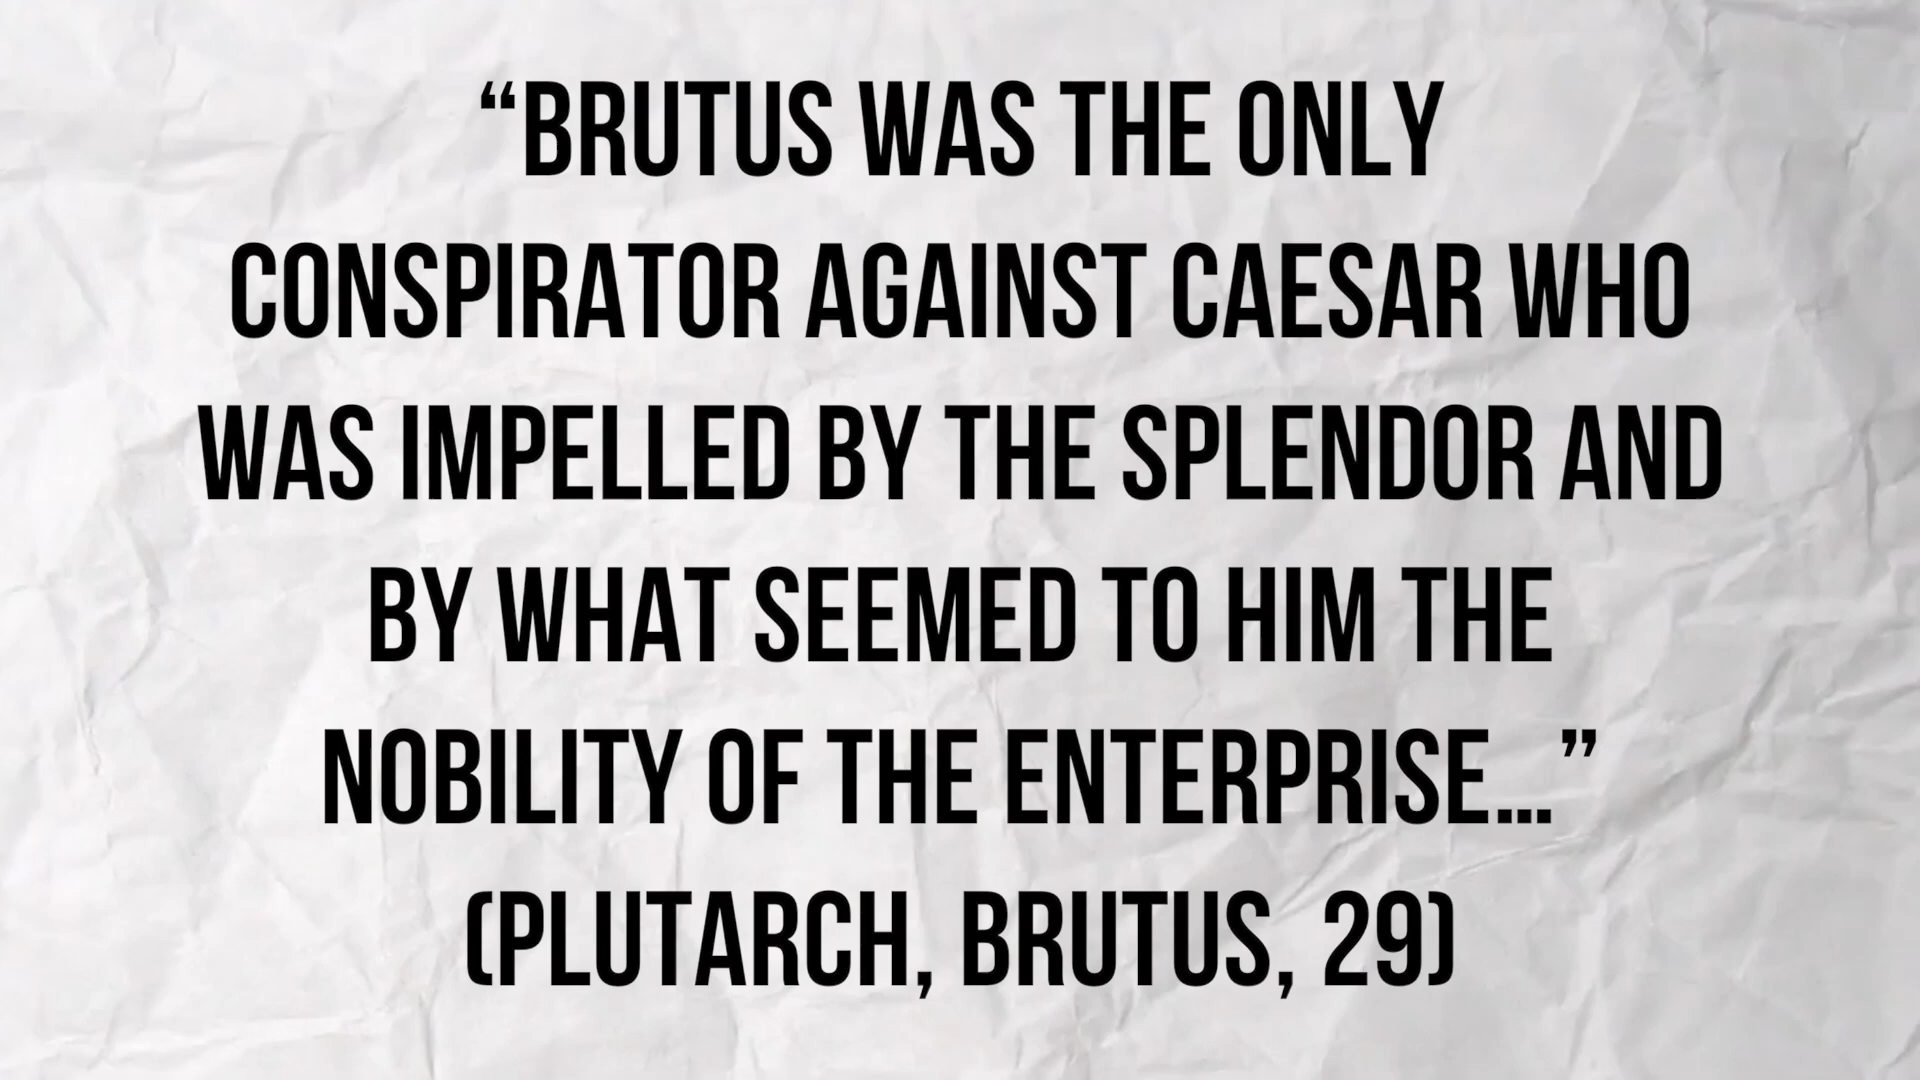 “BRUTUS WAS THE ONLY
CONSPIRATOR AGAINST CAESAR WHO
WAS IMPELLED BY THE SPLENDOR AND
BY WHAT SEEMED TO HIM THE
NOBILITY OF THE ENTERPRISE...”
(PLUTARCH, BRUTUS, 29)